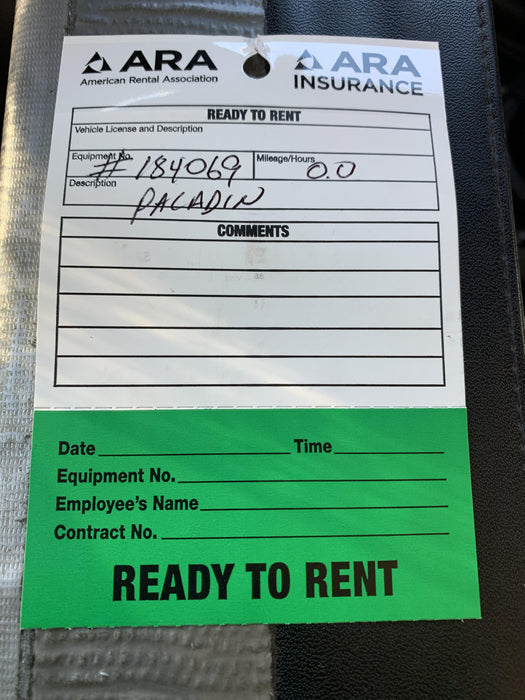 ARA ARA
American Rental Association INSURANCE
READY TO RENT
Vehicle License and Description
Equipment No. # 184069 Mileage/Hours 0.0
Description PALADIN
COMMENTS
Date Time
Equipment No.
Employee's Name
Contract No.
READY TO RENT